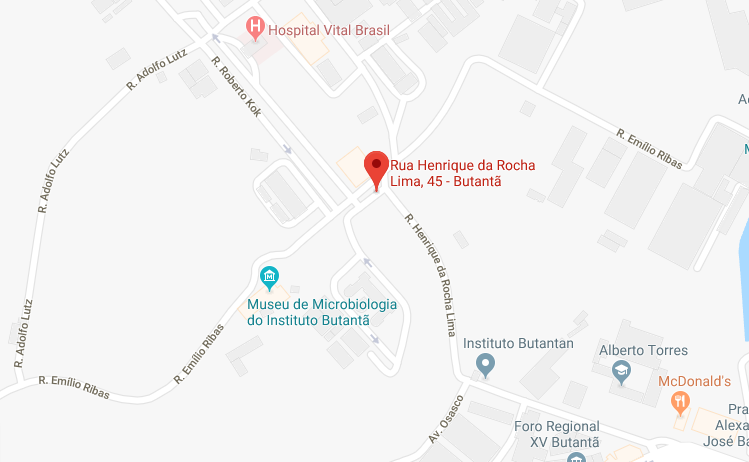 Hospital Vital Brasil
R. Adolfo Lutz
R. Roberto Kok
R. Emílio Ribas
Rua Henrique da Rocha
Lima, 45 - Butantã
R. Adolfo Lutz
R. Henrique da Rocha Lima
Museu de Microbiologia
do Instituto Butantã
R. Adolfo Lutz
R. Emílio Ribas
R. Emílio Ribas
Instituto Butantan
Alberto Torres
McDonald's
Av. Osasco
Foro Regional
XV Butantã
Pra
Alexa
José Ba